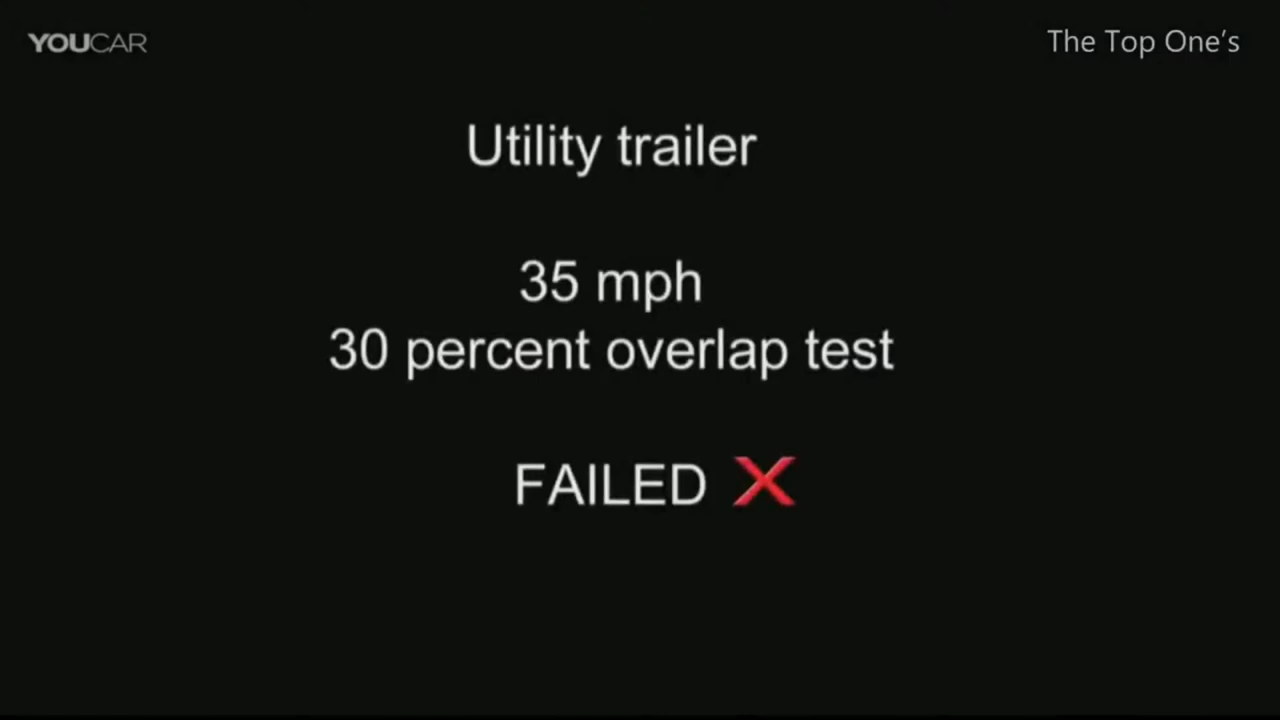 YOUCAR
The Top One's
Utility trailer
35 mph
30 percent overlap test
FAILED ❌